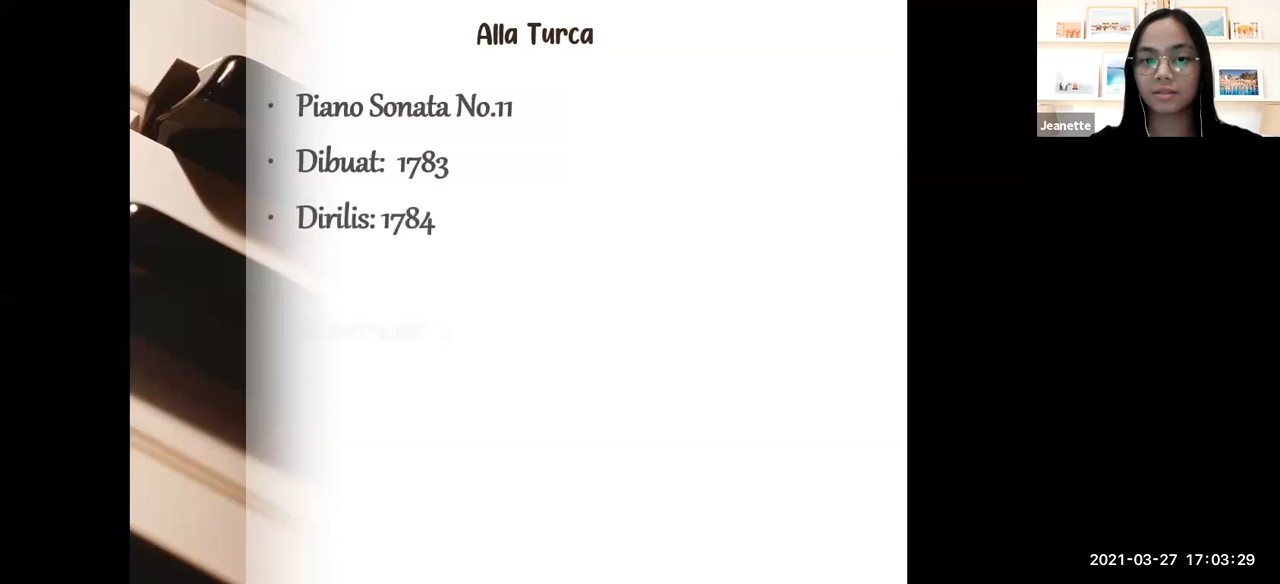 Alla Turca
• Piano Sonata No.11
• Dibuat: 1783
• Dirilis: 1784
Jeanette
2021-03-27 17:03:29